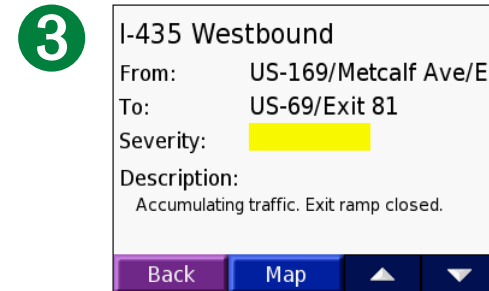 3
I-435 Westbound
From: US-169/Metcalf Ave/E
To: US-69/Exit 81
Severity:
Description:
Accumulating traffic. Exit ramp closed.
Back Map